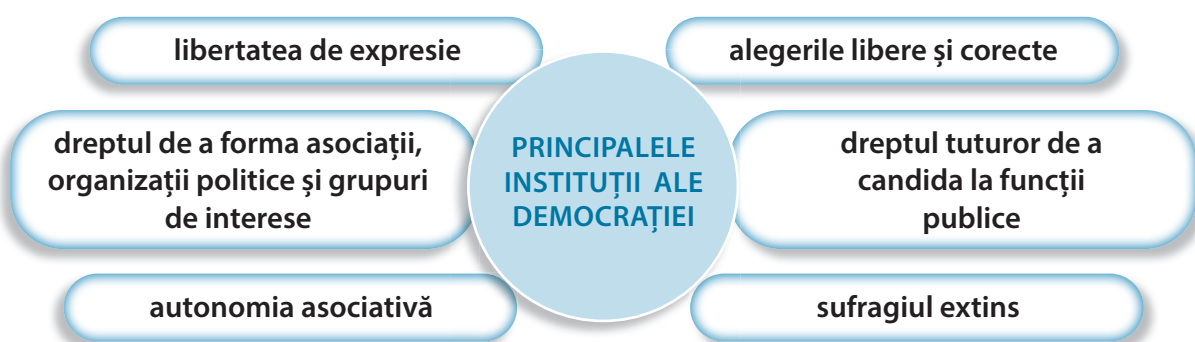 libertatea de expresie
alegerile libere și corecte
dreptul de a forma asociații,
organizații politice și grupuri
de interese
PRINCIPALELE
INSTITUȚII ALE
DEMOCRAȚIEI
dreptul tuturor de a
candida la funcții
publice
autonomia asociativă
sufragiul extins